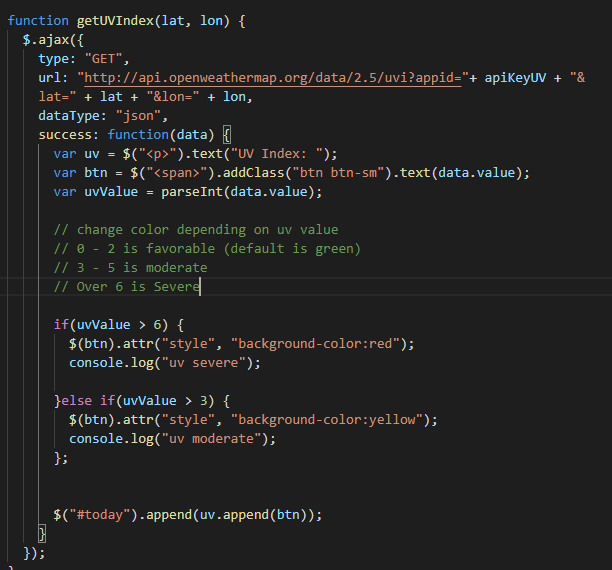 function getUVIndex(lat, lon) {
$.ajax({
type: "GET",
url: "http://api.openweathermap.org/data/2.5/uvi?appid="+ apiKeyUV + "&
lat=" + lat + "&lon=" + lon,
dataType: "json",
success: function(data) {
var uv = $("<p>").text("UV Index: ");
var btn = $("<span>").addClass("btn btn-sm").text(data.value);
var uvValue = parseInt(data.value);
// change color depending on uv value
// 0 - 2 is favorable (default is green)
// 3 - 5 is moderate
// Over 6 is Severe
if(uvValue > 6) {
$(btn).attr("style", "background-color:red");
console.log("uv severe");
}else if(uvValue > 3) {
$(btn).attr("style", "background-color:yellow");
console.log("uv moderate");
};
$("#today").append(uv.append(btn));
}
});